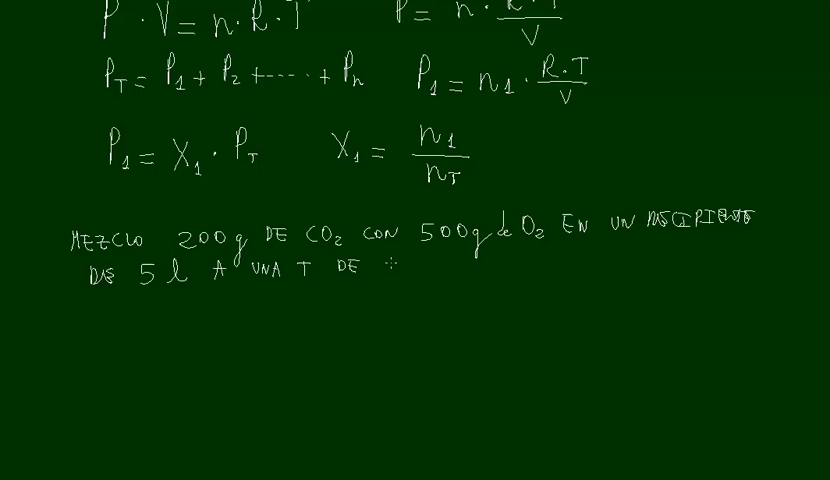 P · V = n · R · T    P = n · R · T / V
P_T = P_1 + P_2 + ····· + P_n    P_1 = n_1 · R.T / V
P_1 = X_1 · P_T    X_1 = n_1 / n_T
MEZCLO 200g DE CO2 CON 500g de O2 EN UN RECIPIENTE
DE 5 l A UNA T DE